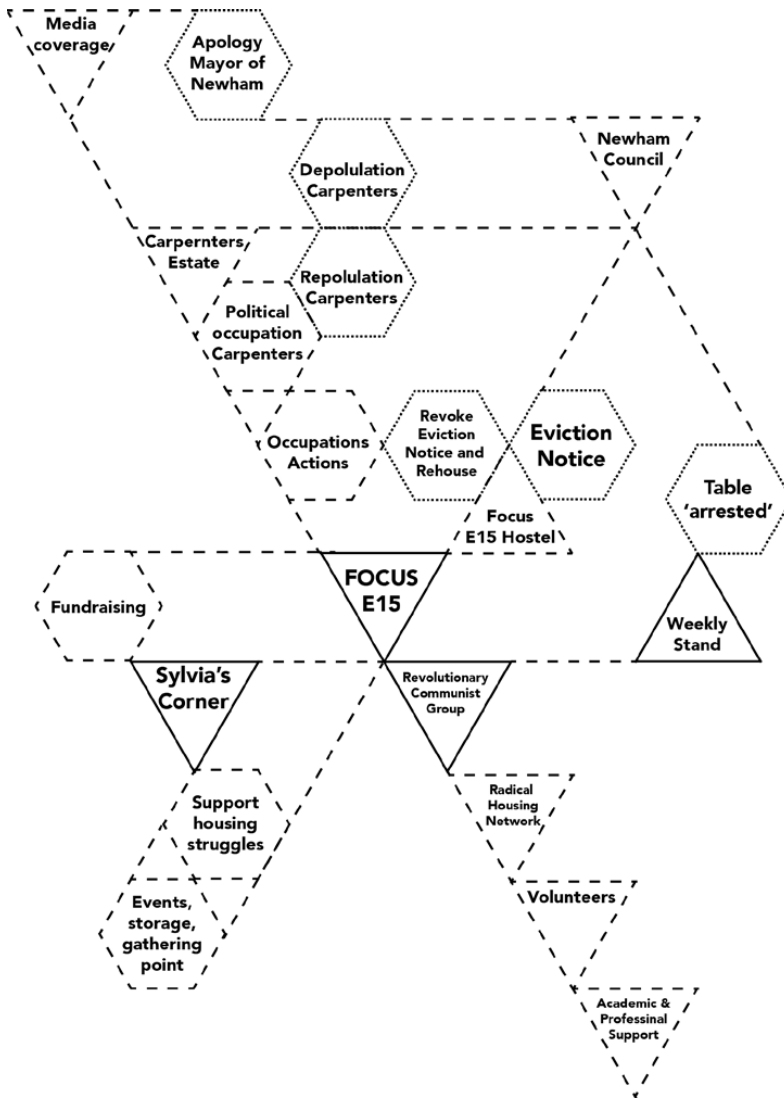 Media
coverage
Apology
Mayor of
Newham
Depolulation
Carpenters
Newham
Council
Carpernters
Estate
Repolulation
Carpenters
Political
occupation
Carpenters
Occupations
Actions
Revoke
Eviction
Notice and
Rehouse
Eviction
Notice
Table
‘arrested’
Focus
E15 Hostel
FOCUS
E15
Fundraising
Weekly
Stand
Sylvia’s
Corner
Revolutionary
Communist
Group
Support
housing
struggles
Radical
Housing
Network
Events,
storage,
gathering
point
Volunteers
Academic &
Professinal
Support